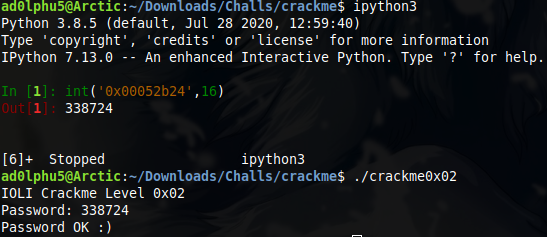 ad0lphu5@Arctic:~/Downloads/Challs/crackme$ ipython3
Python 3.8.5 (default, Jul 28 2020, 12:59:40)
Type 'copyright', 'credits' or 'license' for more information
IPython 7.13.0 -- An enhanced Interactive Python. Type '?' for help.
In [1]: int('0x00052b24',16)
Out[1]: 338724
[6]+  Stopped                 ipython3
ad0lphu5@Arctic:~/Downloads/Challs/crackme$ ./crackme0x02
IOLI Crackme Level 0x02
Password: 338724
Password OK :)